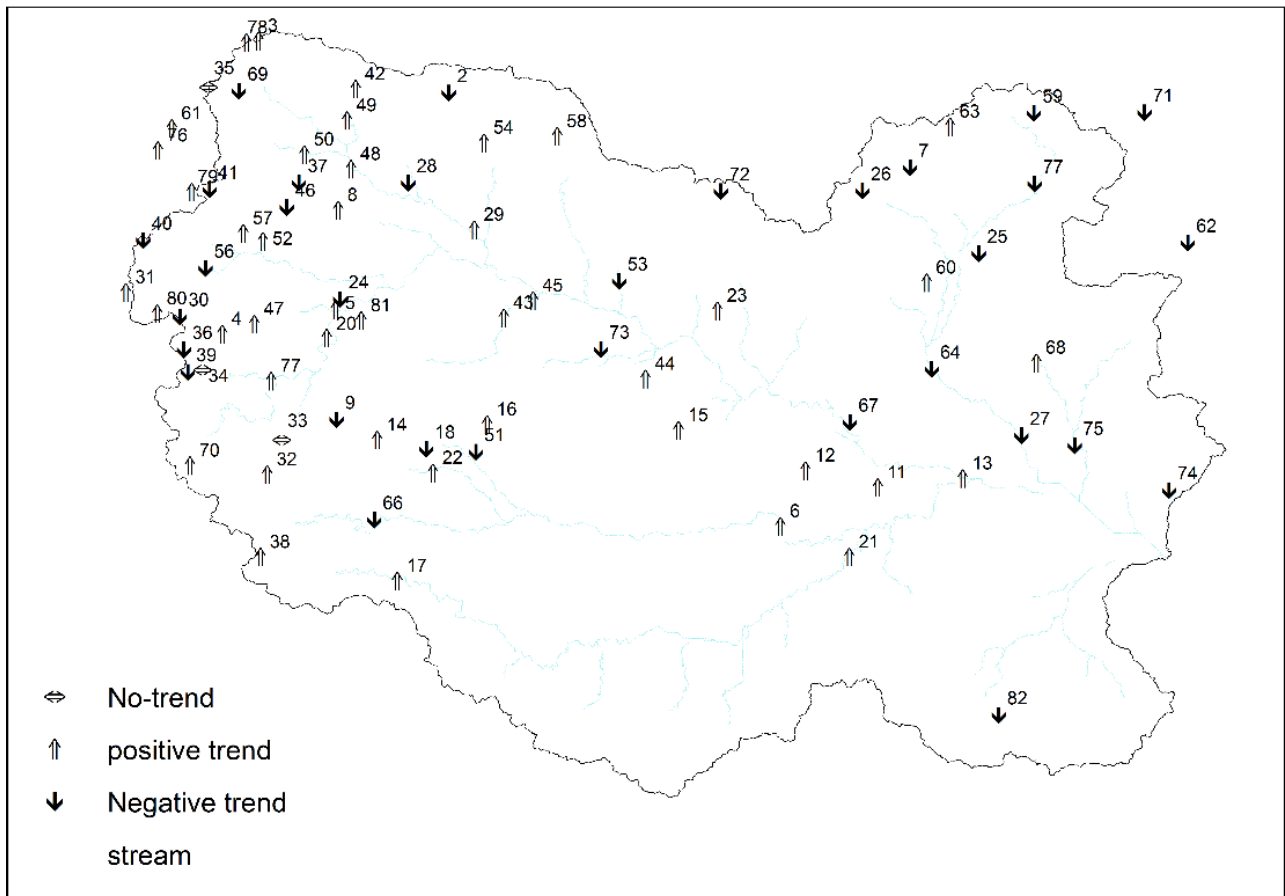 78 3
35 69 42 2
61 49 63 59 71
76 54 58
50 37 48 28 7 77
79 41 46 8 72 26
40 57 52 29 25 62
56
31 24 53 60
80 30 47 5 81 43 45 23
36 4 20 73
39 34 77 44 64 68
9 16 67
33 14 18 51 15 27 75
70 32 22 12 11 13 74
66 6
38 17 21
82
No-trend
positive trend
Negative trend
stream